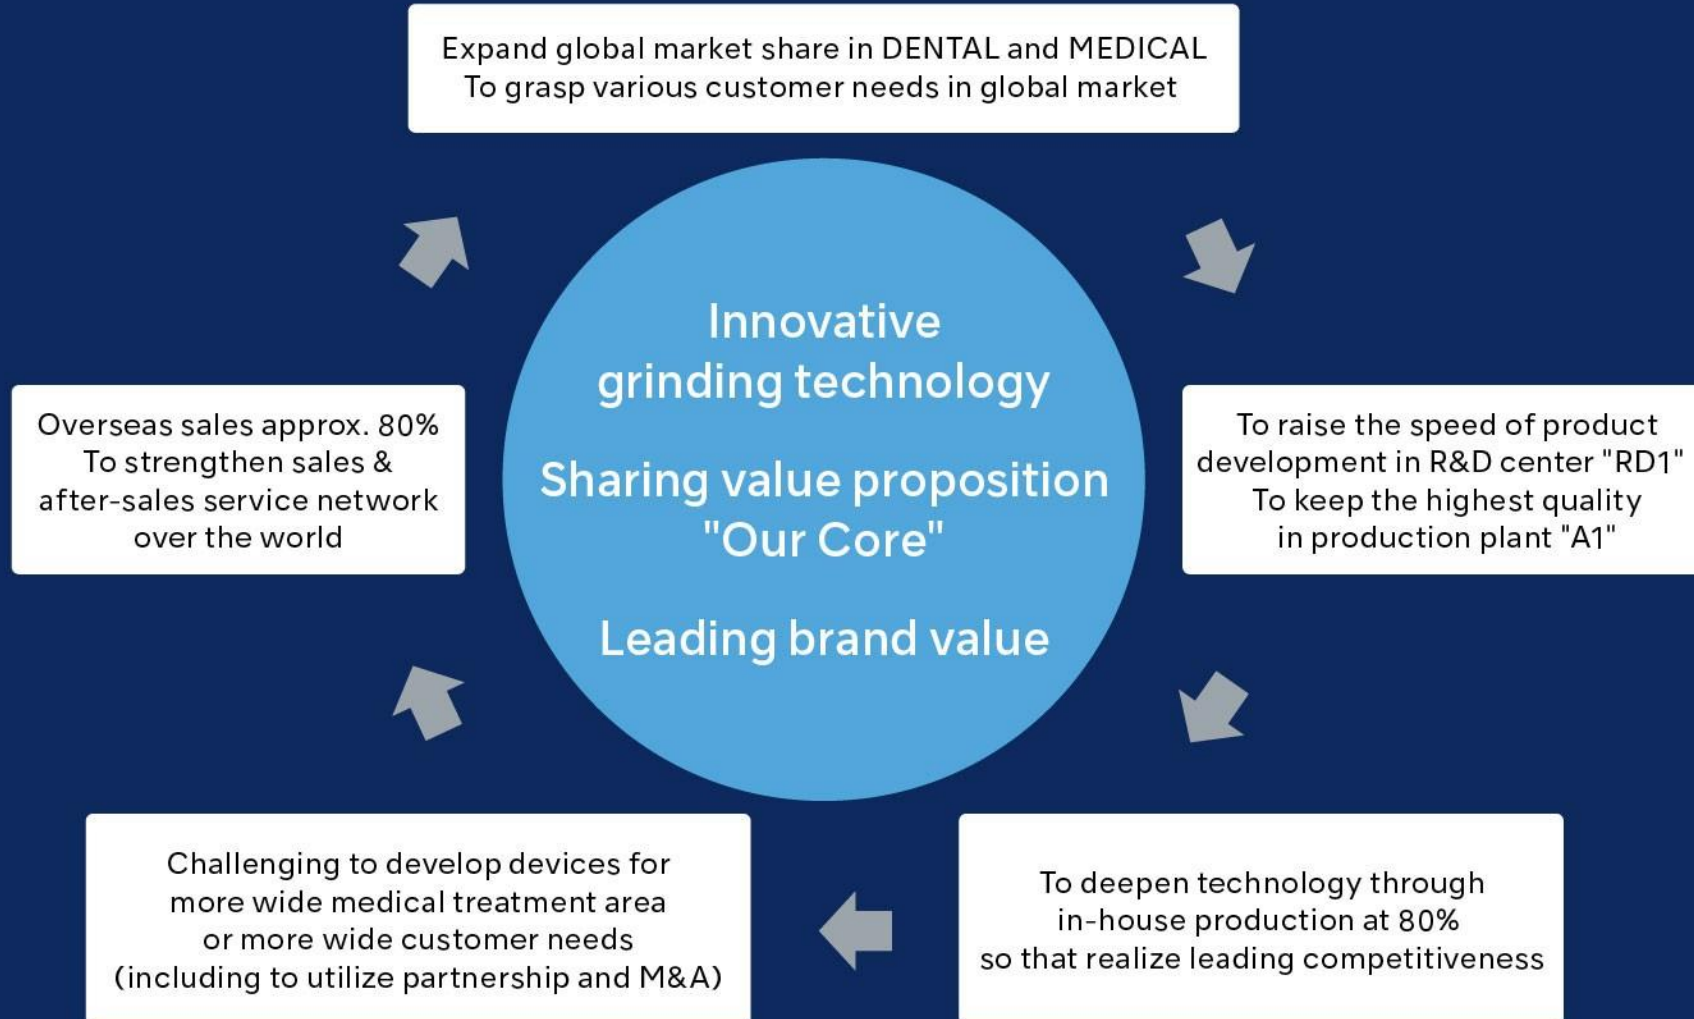 Expand global market share in DENTAL and MEDICAL
To grasp various customer needs in global market
Innovative
grinding technology
Sharing value proposition
"Our Core"
Leading brand value
To raise the speed of product
development in R&D center "RD1"
To keep the highest quality
in production plant "A1"
To deepen technology through
in-house production at 80%
so that realize leading competitiveness
Challenging to develop devices for
more wide medical treatment area
or more wide customer needs
(including to utilize partnership and M&A)
Overseas sales approx. 80%
To strengthen sales &
after-sales service network
over the world